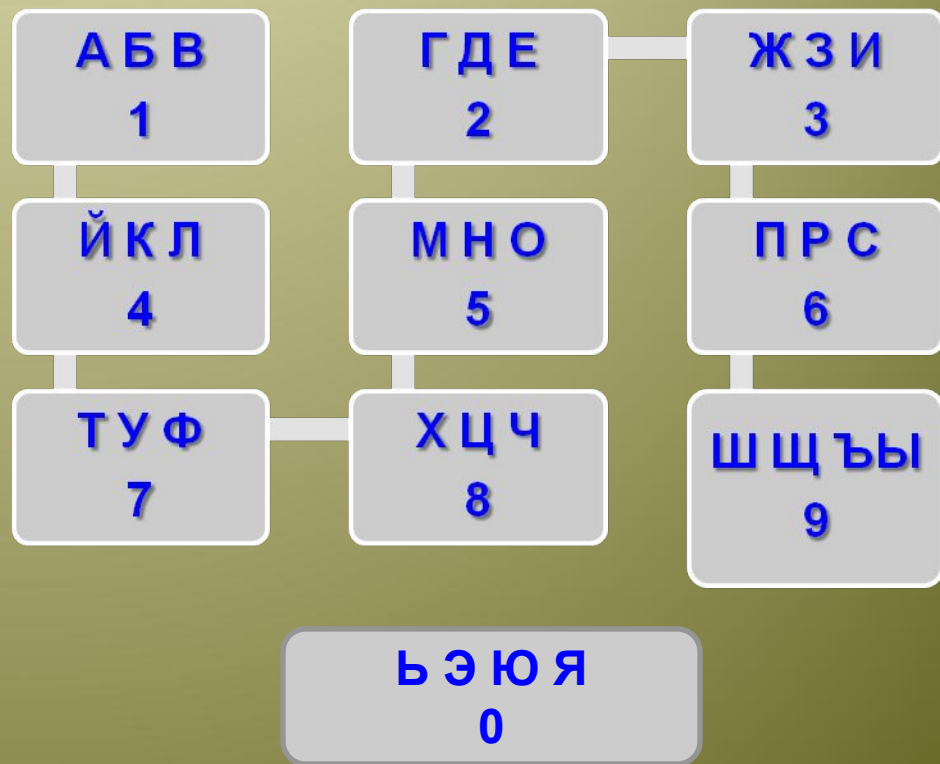 А Б В
1
Г Д Е
2
Ж З И
3
Й К Л
4
М Н О
5
П Р С
6
Т У Ф
7
Х Ц Ч
8
Ш Щ ЪЫ
9
Ь Э Ю Я
0